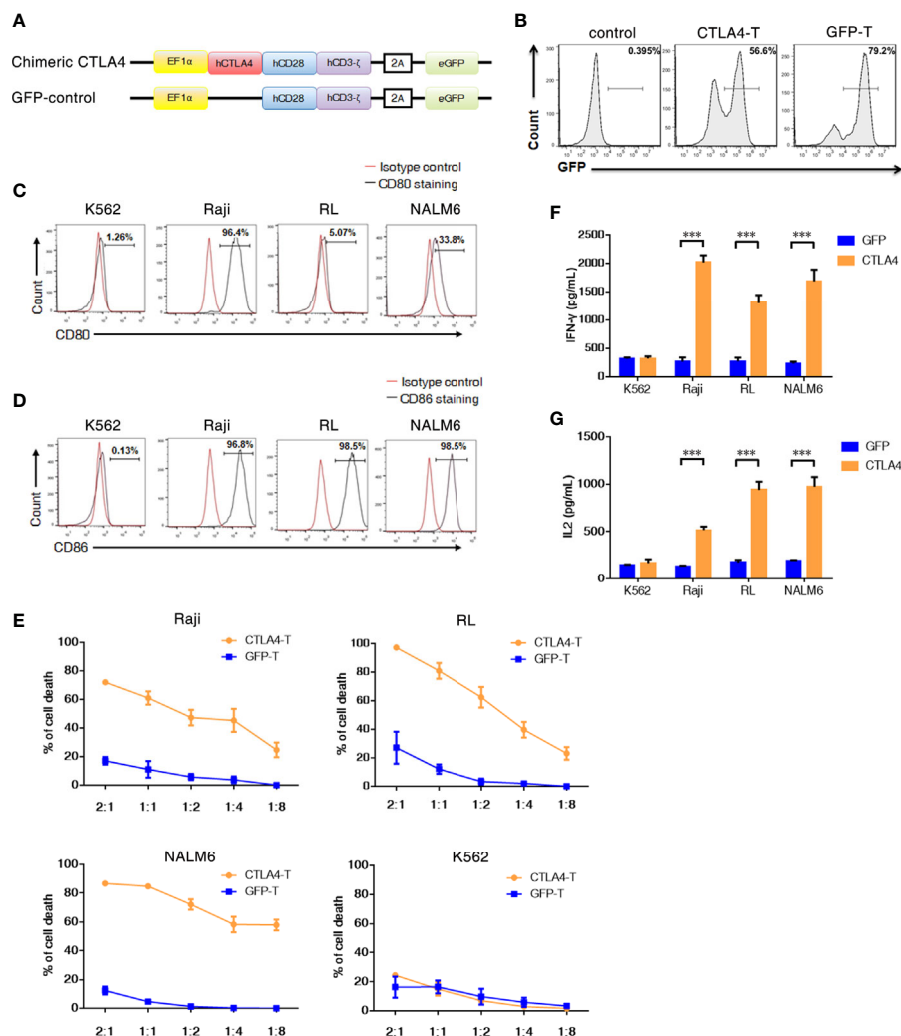 A
Chimeric CTLA4
EF1α
hCTLA4
hCD28
hCD3-ζ
2A
eGFP
GFP-control
EF1α
hCD28
hCD3-ζ
2A
eGFP
B
control
CTLA4-T
GFP-T
0.395%
56.6%
79.2%
Count
GFP
C
Isotype control
CD80 staining
K562
Raji
RL
NALM6
1.26%
96.4%
5.07%
33.8%
Count
CD80
D
Isotype control
CD86 staining
K562
Raji
RL
NALM6
0.13%
96.8%
98.5%
98.5%
Count
CD86
E
Raji
CTLA4-T
GFP-T
% of cell death
100
80
60
40
20
0
2:1 1:1 1:2 1:4 1:8
RL
CTLA4-T
GFP-T
% of cell death
100
80
60
40
20
0
2:1 1:1 1:2 1:4 1:8
NALM6
CTLA4-T
GFP-T
% of cell death
100
80
60
40
20
0
2:1 1:1 1:2 1:4 1:8
K562
CTLA4-T
GFP-T
% of cell death
100
80
60
40
20
0
2:1 1:1 1:2 1:4 1:8
F
GFP
CTLA4
*** *** ***
IFN-γ (pg/mL)
2500
2000
1500
1000
500
0
K562 Raji RL NALM6
G
GFP
CTLA4
*** *** ***
IL2 (pg/mL)
1500
1000
500
0
K562 Raji RL NALM6